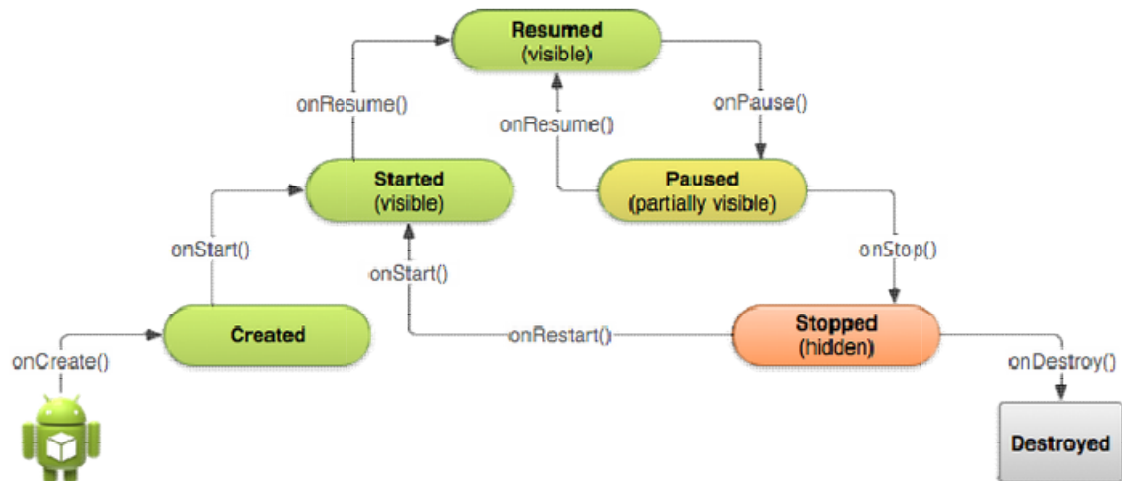 Resumed
(visible)
onResume()
onResume()
onPause()
Started
(visible)
Paused
(partially visible)
onStart()
onStart()
onStop()
Created
onRestart()
Stopped
(hidden)
onCreate()
onDestroy()
Destroyed